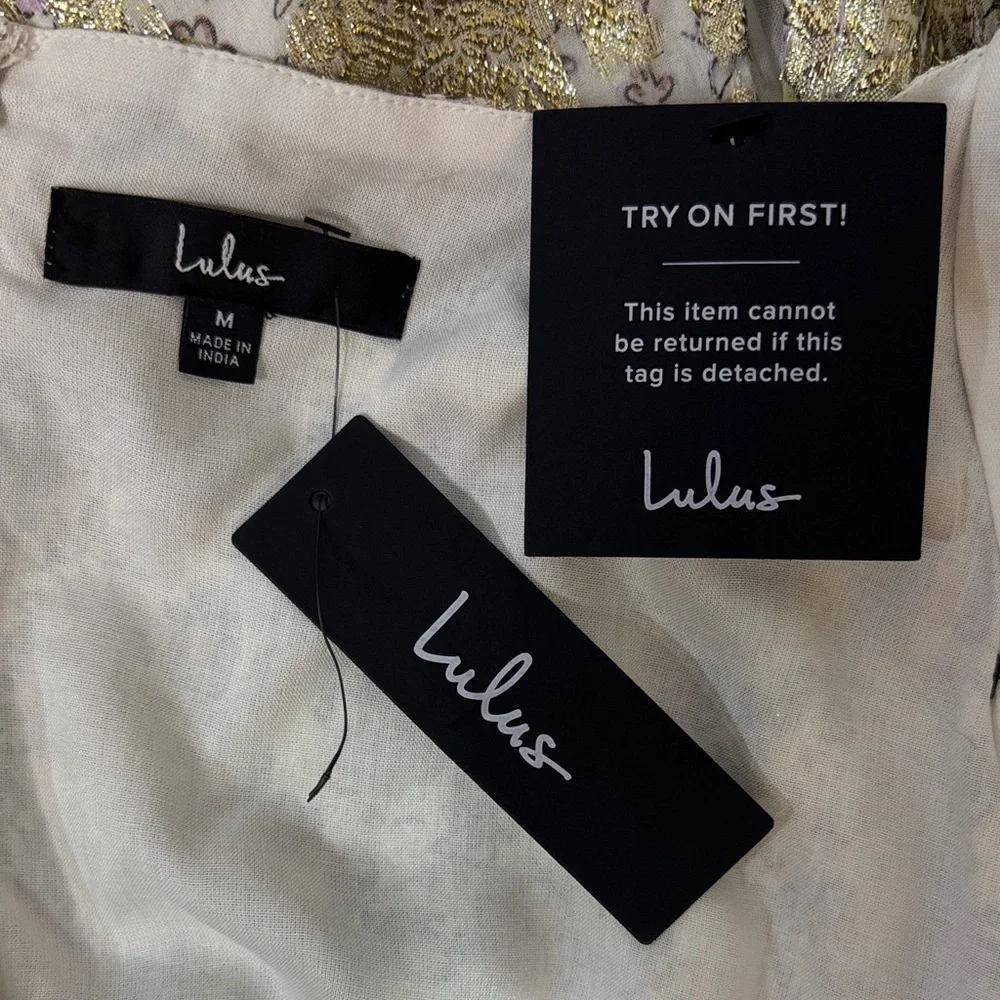 Lulus
M
MADE IN
INDIA
TRY ON FIRST!
This item cannot
be returned if this
tag is detached.
Lulus
Lulus